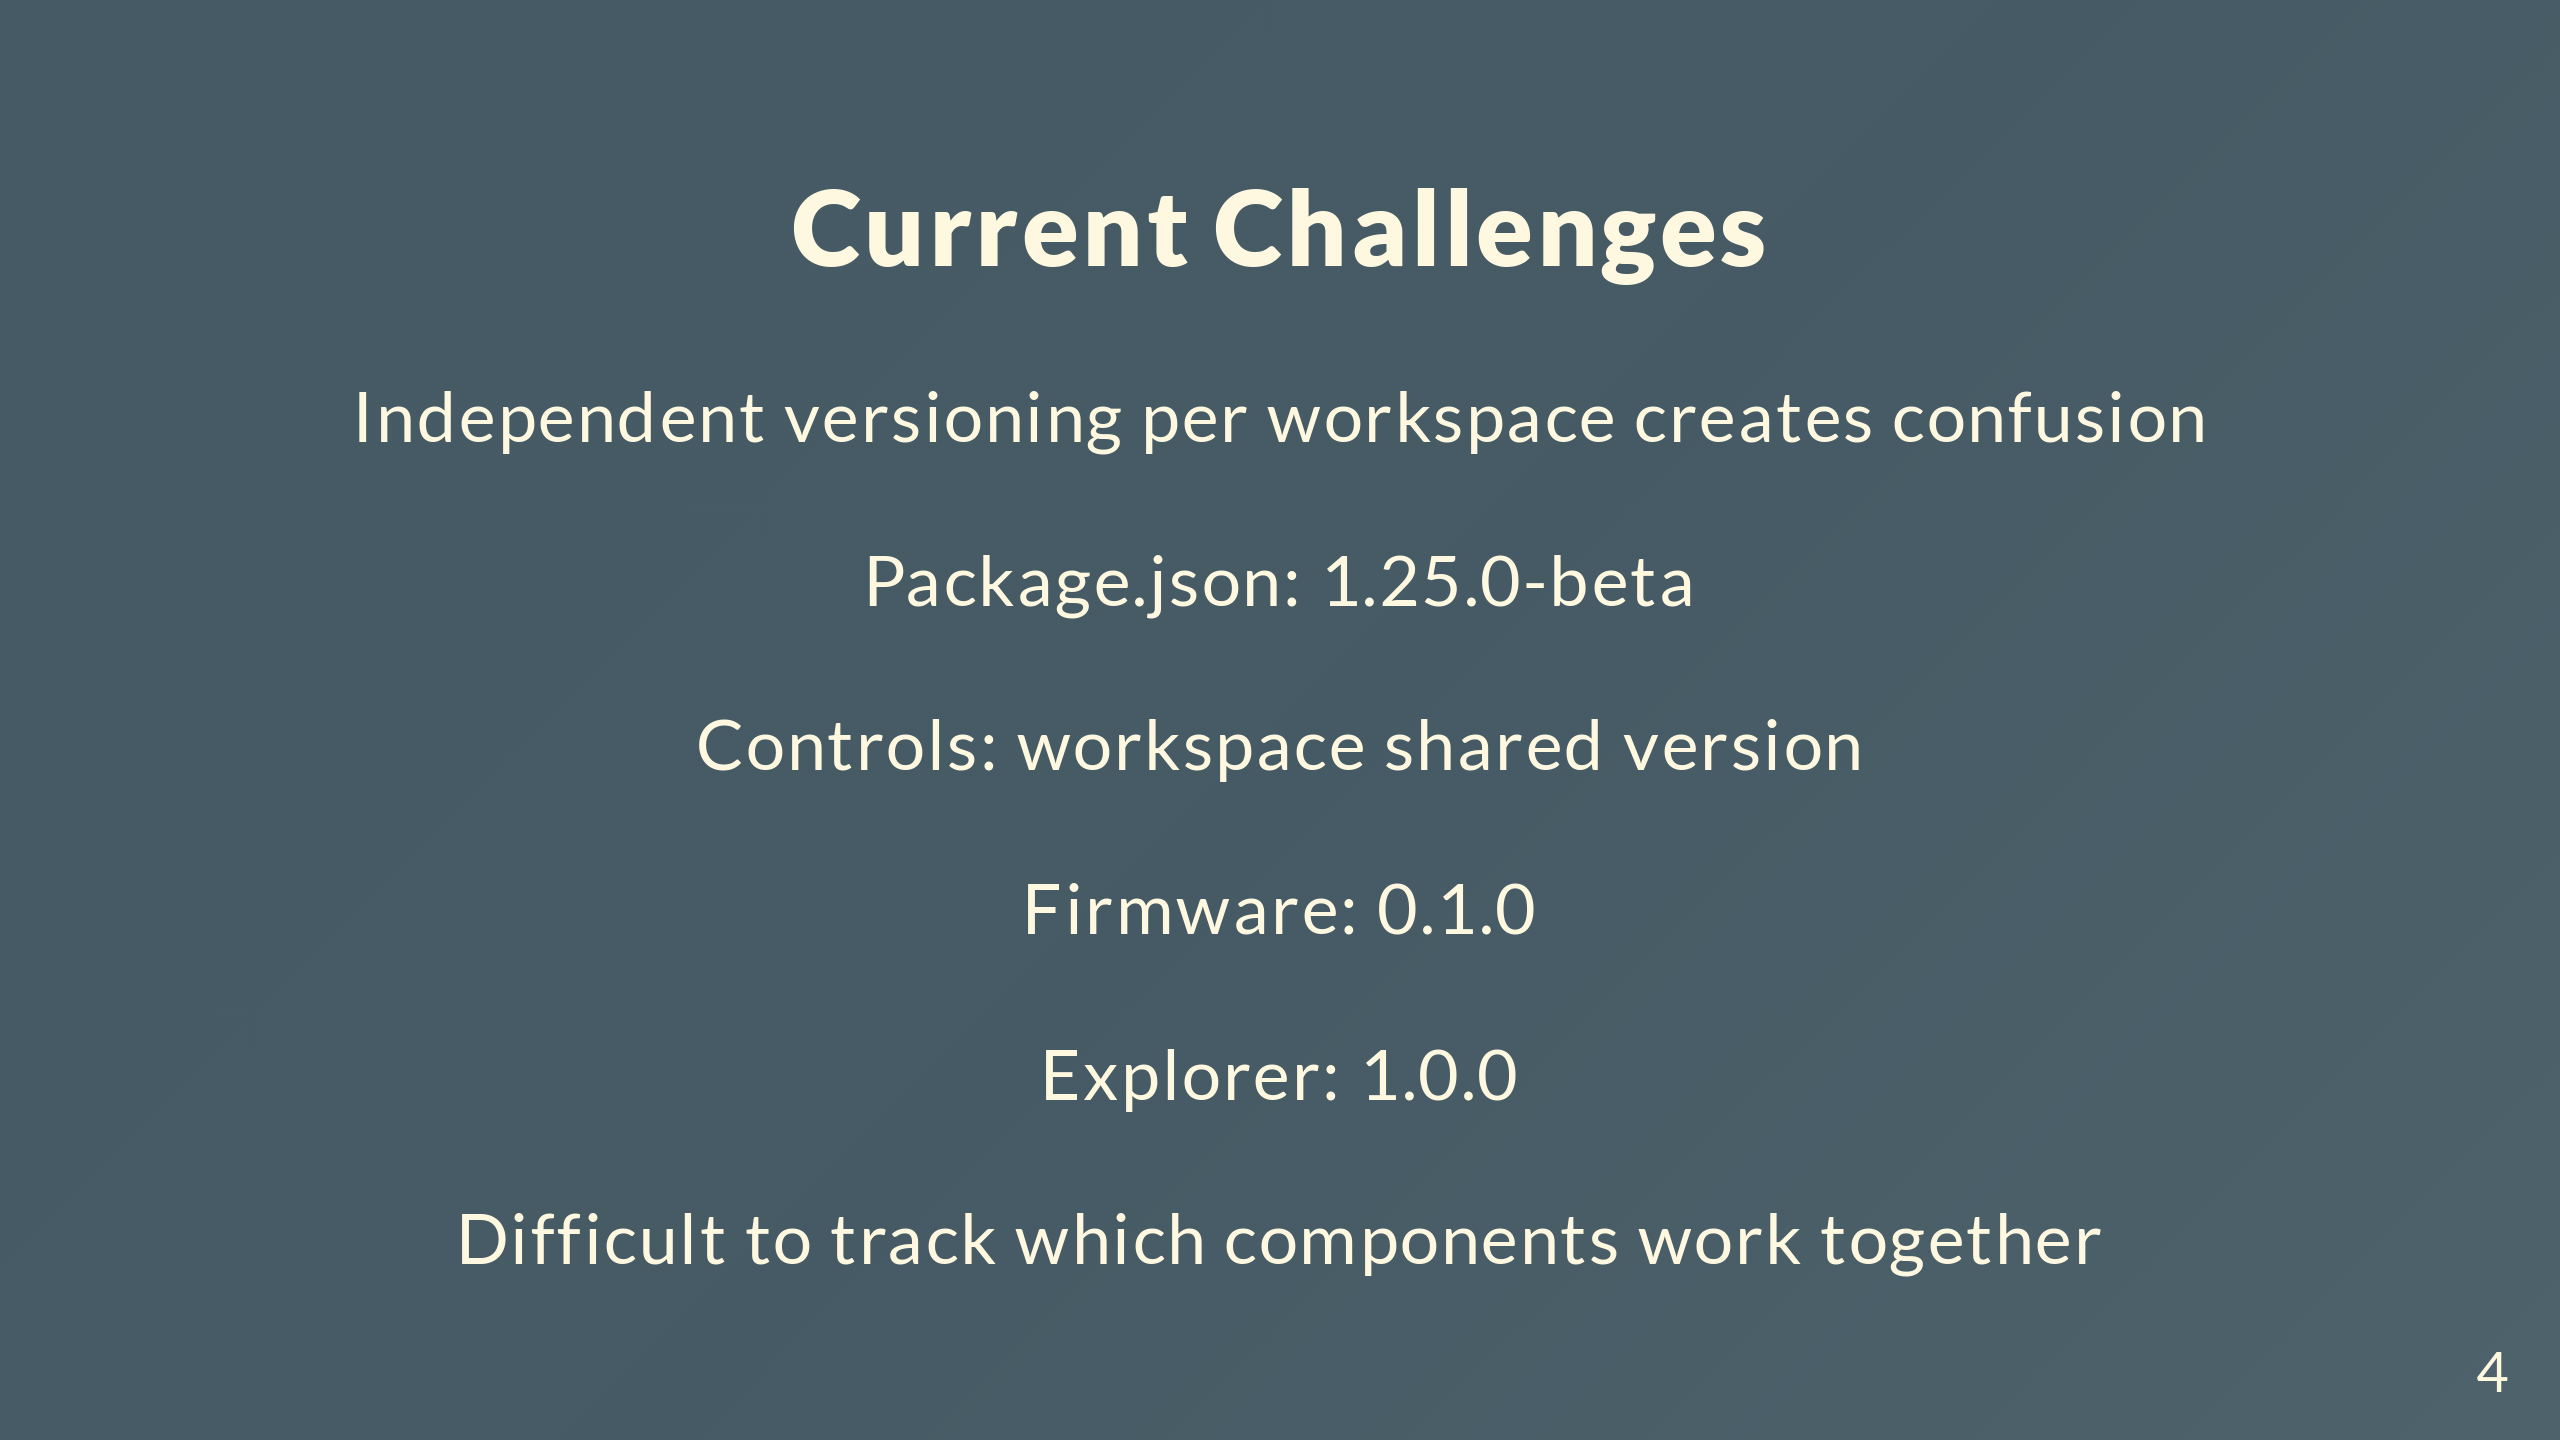 Current Challenges
Independent versioning per workspace creates confusion
Package.json: 1.25.0-beta
Controls: workspace shared version
Firmware: 0.1.0
Explorer: 1.0.0
Difficult to track which components work together
4